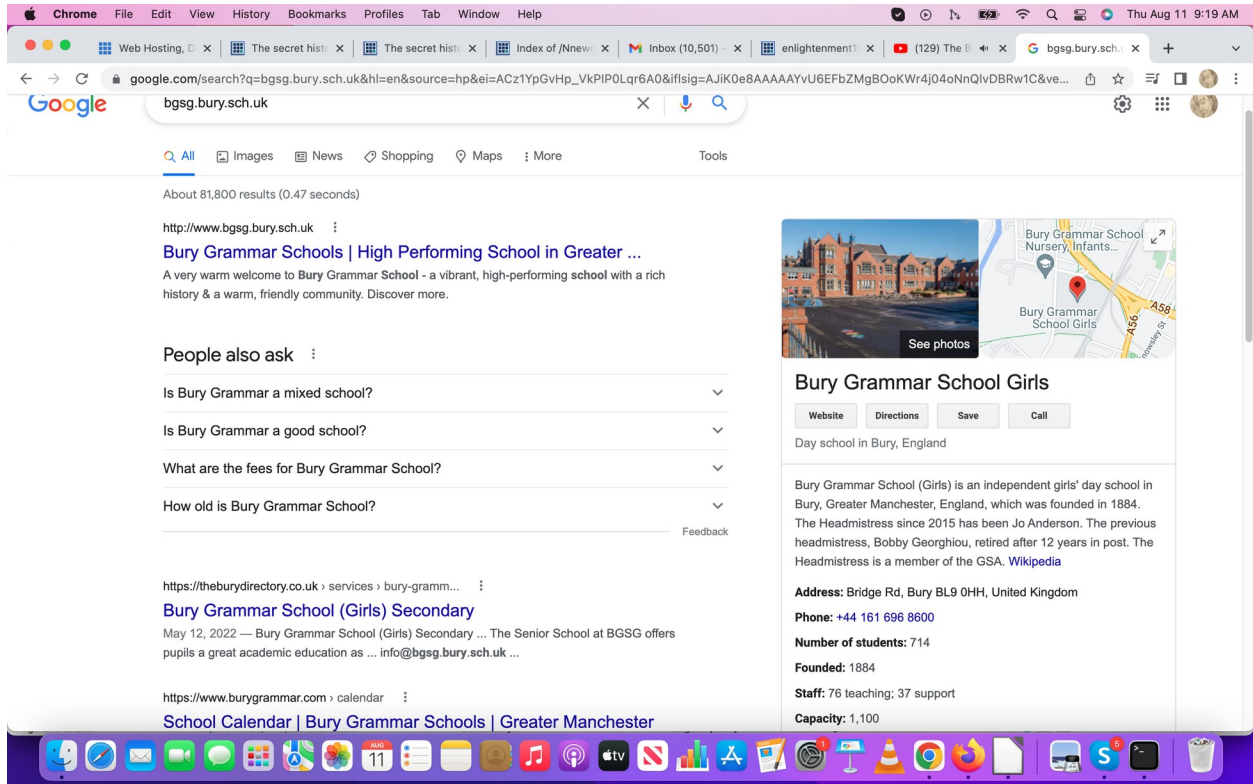 Chrome File Edit View History Bookmarks Profiles Tab Window Help Thu Aug 11 9:19 AM
Web Hosting, D The secret histo The secret histo Index of /Nnew Inbox (10,501) - enlightenment1 (129) The B bgsg.bury.sch.
google.com/search?q=bgsg.bury.sch.uk&hl=en&source=hp&ei=ACz1YpGvHp_VkPIP0Lqr6A0&iflsig=AJiK0e8AAAAAYvU6EFbZMgBOoKWr4j04oNnQlvDBRw1C&ve...
Google bgsg.bury.sch.uk
All Images News Shopping Maps More Tools
About 81,800 results (0.47 seconds)
http://www.bgsg.bury.sch.uk
Bury Grammar Schools | High Performing School in Greater ...
A very warm welcome to Bury Grammar School - a vibrant, high-performing school with a rich
history & a warm, friendly community. Discover more.
People also ask
Is Bury Grammar a mixed school?
Is Bury Grammar a good school?
What are the fees for Bury Grammar School?
How old is Bury Grammar School?
Feedback
https://theburydirectory.co.uk › services › bury-gramm...
Bury Grammar School (Girls) Secondary
May 12, 2022 — Bury Grammar School (Girls) Secondary ... The Senior School at BGSG offers
pupils a great academic education as ... info@bgsg.bury.sch.uk ...
https://www.burygrammar.com › calendar
School Calendar | Bury Grammar Schools | Greater Manchester
See photos
Bury Grammar School
Nursery, Infants...
Bury Grammar
School Girls
A58
A56
nowsley St
Bury Grammar School Girls
Website Directions Save Call
Day school in Bury, England
Bury Grammar School (Girls) is an independent girls' day school in
Bury, Greater Manchester, England, which was founded in 1884.
The Headmistress since 2015 has been Jo Anderson. The previous
headmistress, Bobby Georghiou, retired after 12 years in post. The
Headmistress is a member of the GSA. Wikipedia
Address: Bridge Rd, Bury BL9 0HH, United Kingdom
Phone: +44 161 696 8600
Number of students: 714
Founded: 1884
Staff: 76 teaching; 37 support
Capacity: 1,100
AUG
11
tv
1
5